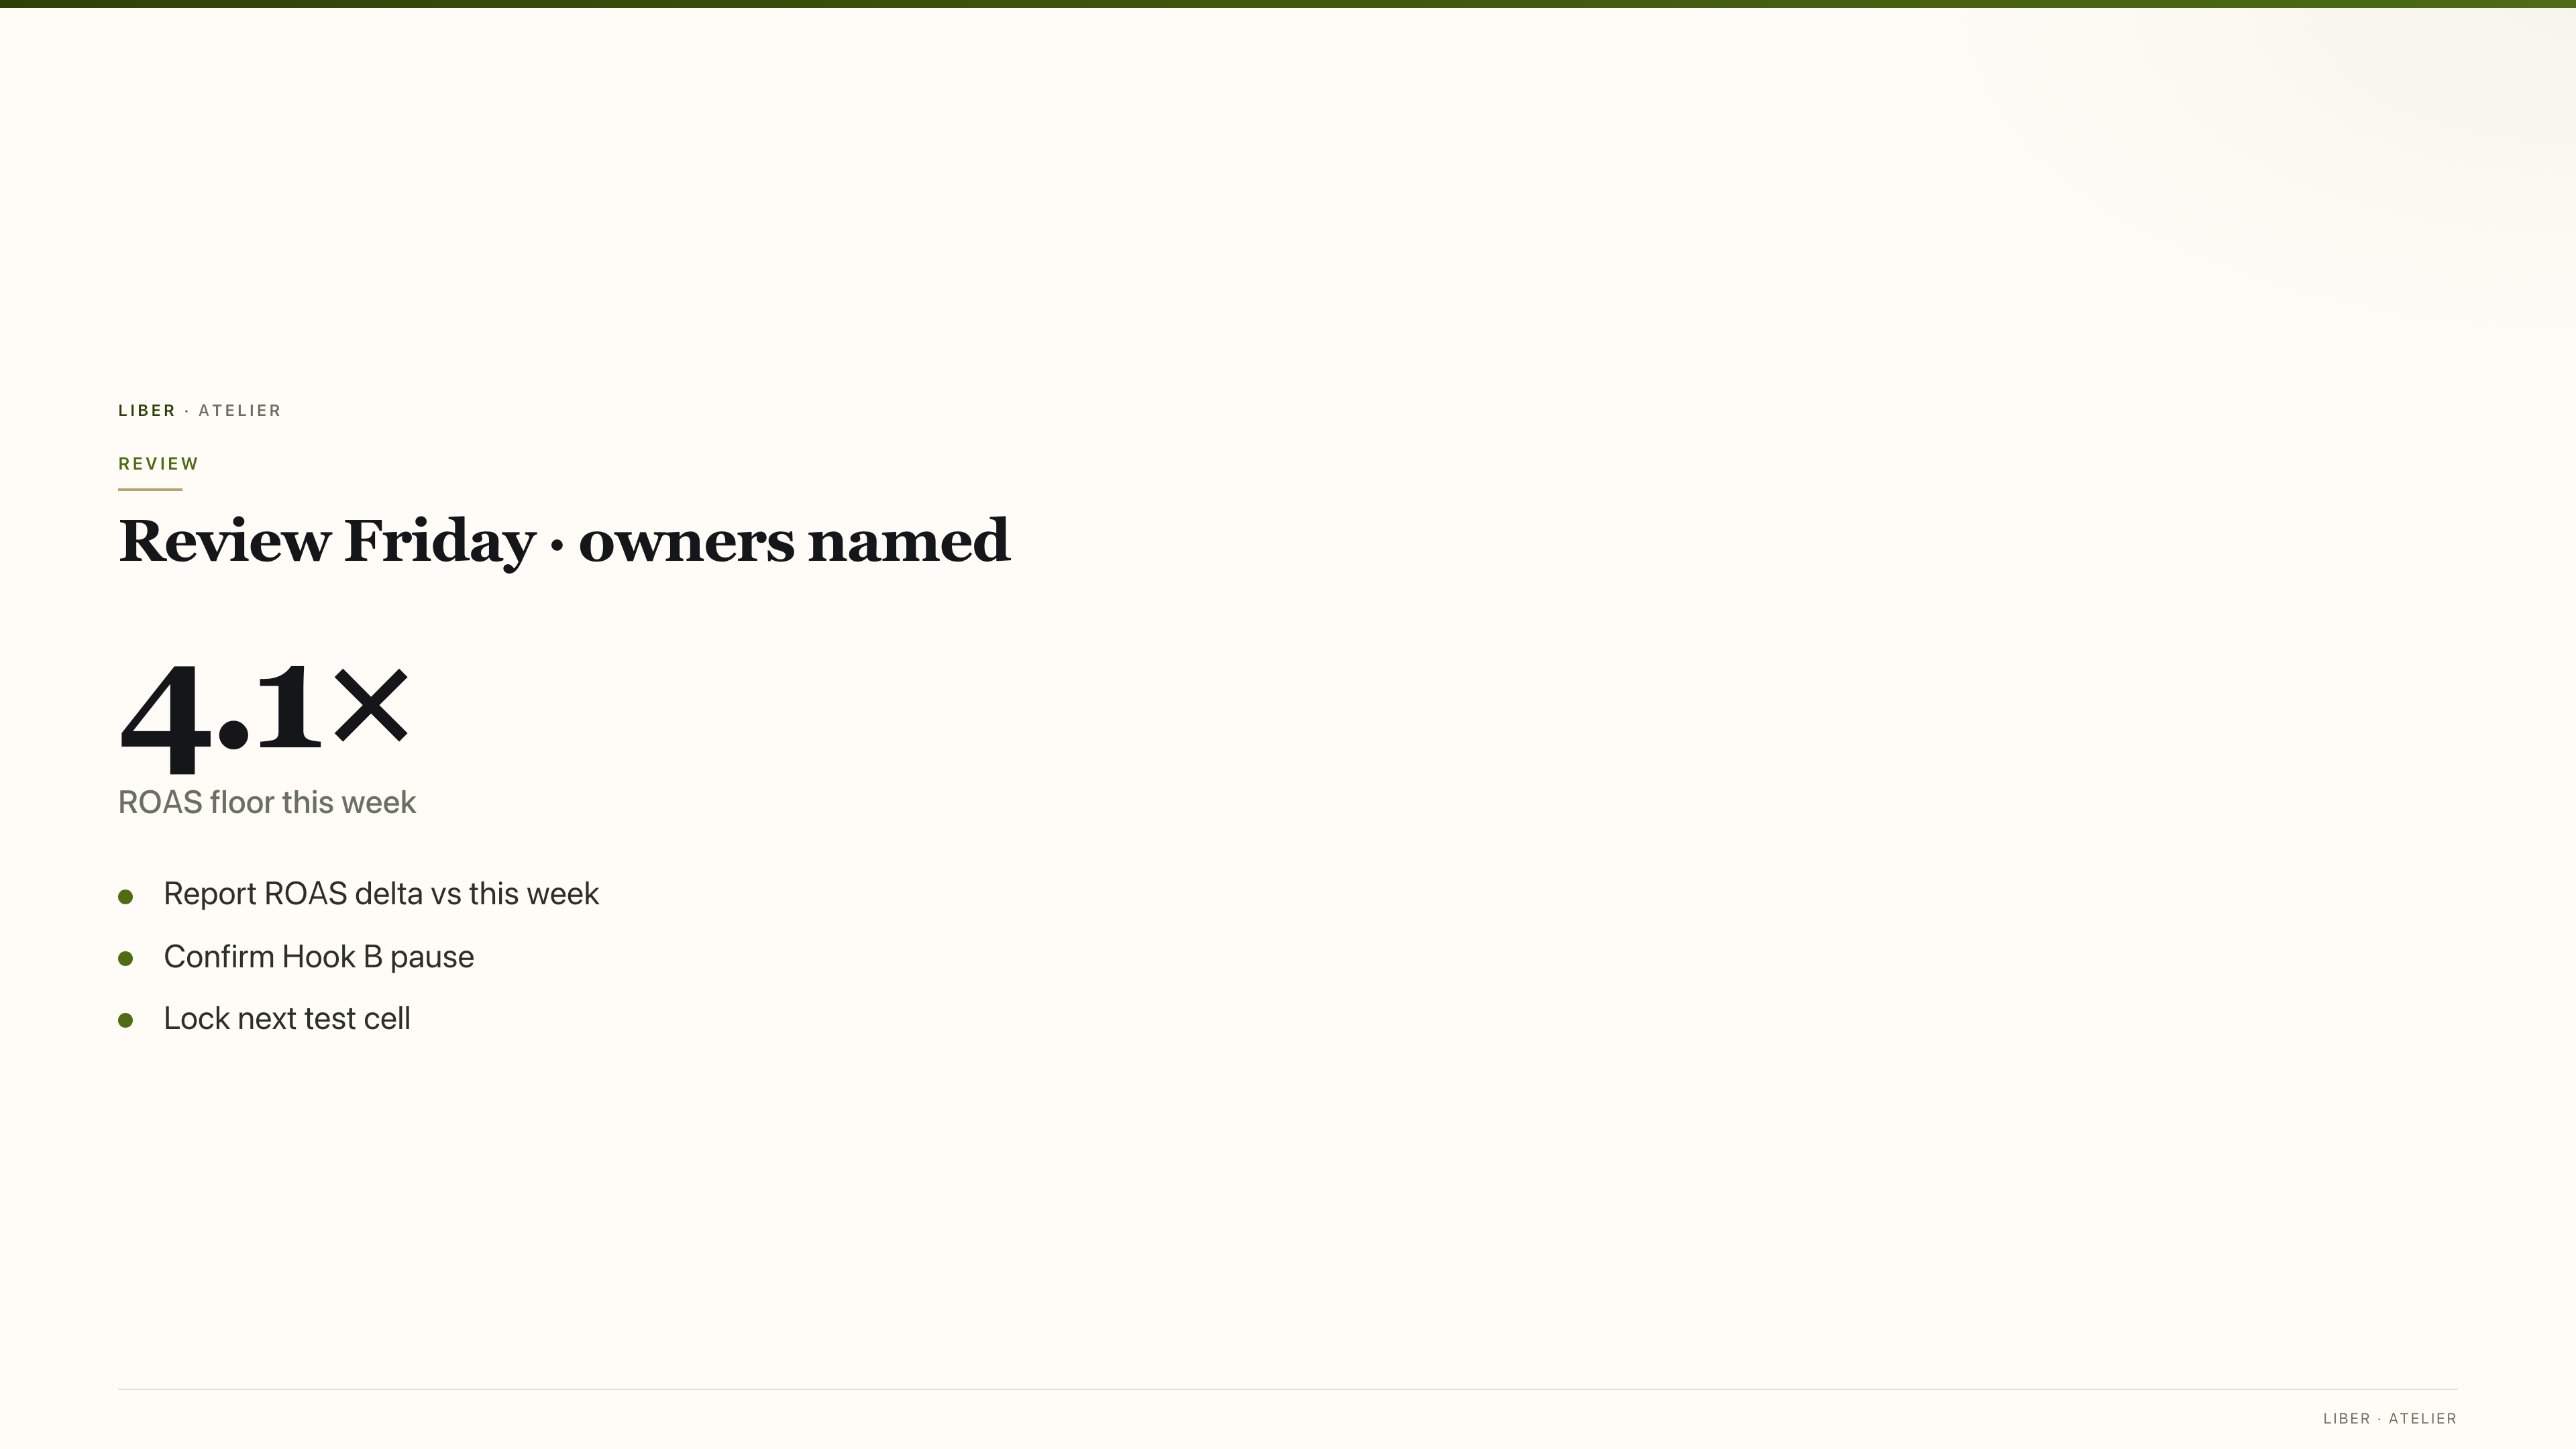 LIBER · ATELIER
REVIEW
Review Friday · owners named
4.1×
ROAS floor this week
Report ROAS delta vs this week
Confirm Hook B pause
Lock next test cell
LIBER · ATELIER